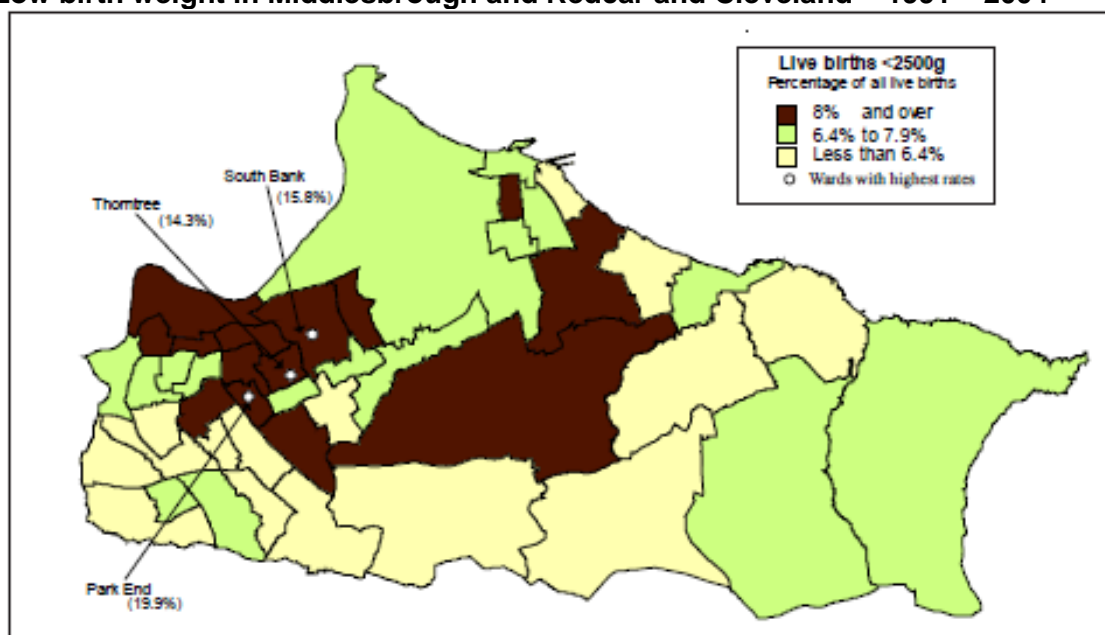 Low birth weight in Middlesbrough and Redcar and Cleveland
Live births <2500g
Percentage of all live births
8% and over
6.4% to 7.9%
Less than 6.4%
Wards with highest rates
South Bank
(15.8%)
Thorntree
(14.3%)
Park End
(19.9%)